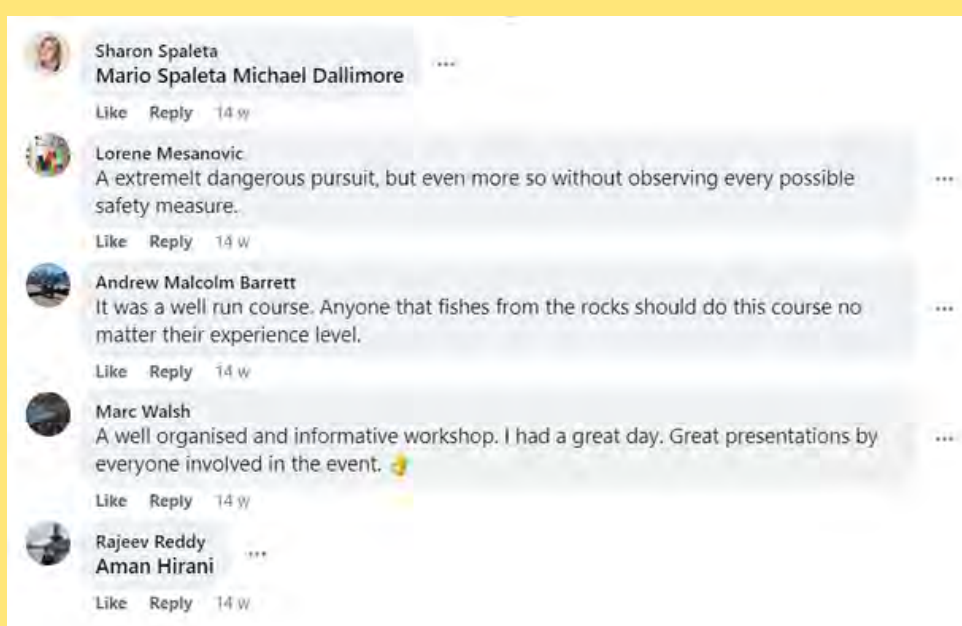 Sharon Spaleta
Mario Spaleta Michael Dallimore
...
Like Reply 14 w
Lorene Mesanovic
A extremelt dangerous pursuit, but even more so without observing every possible
...
safety measure.
Like Reply 14 w
Andrew Malcolm Barrett
It was a well run course. Anyone that fishes from the rocks should do this course no
...
matter their experience level.
Like Reply 14 w
Marc Walsh
A well organised and informative workshop. I had a great day. Great presentations by
...
everyone involved in the event.
Like Reply 14 w
Rajeev Reddy
...
Aman Hirani
Like Reply 14 w